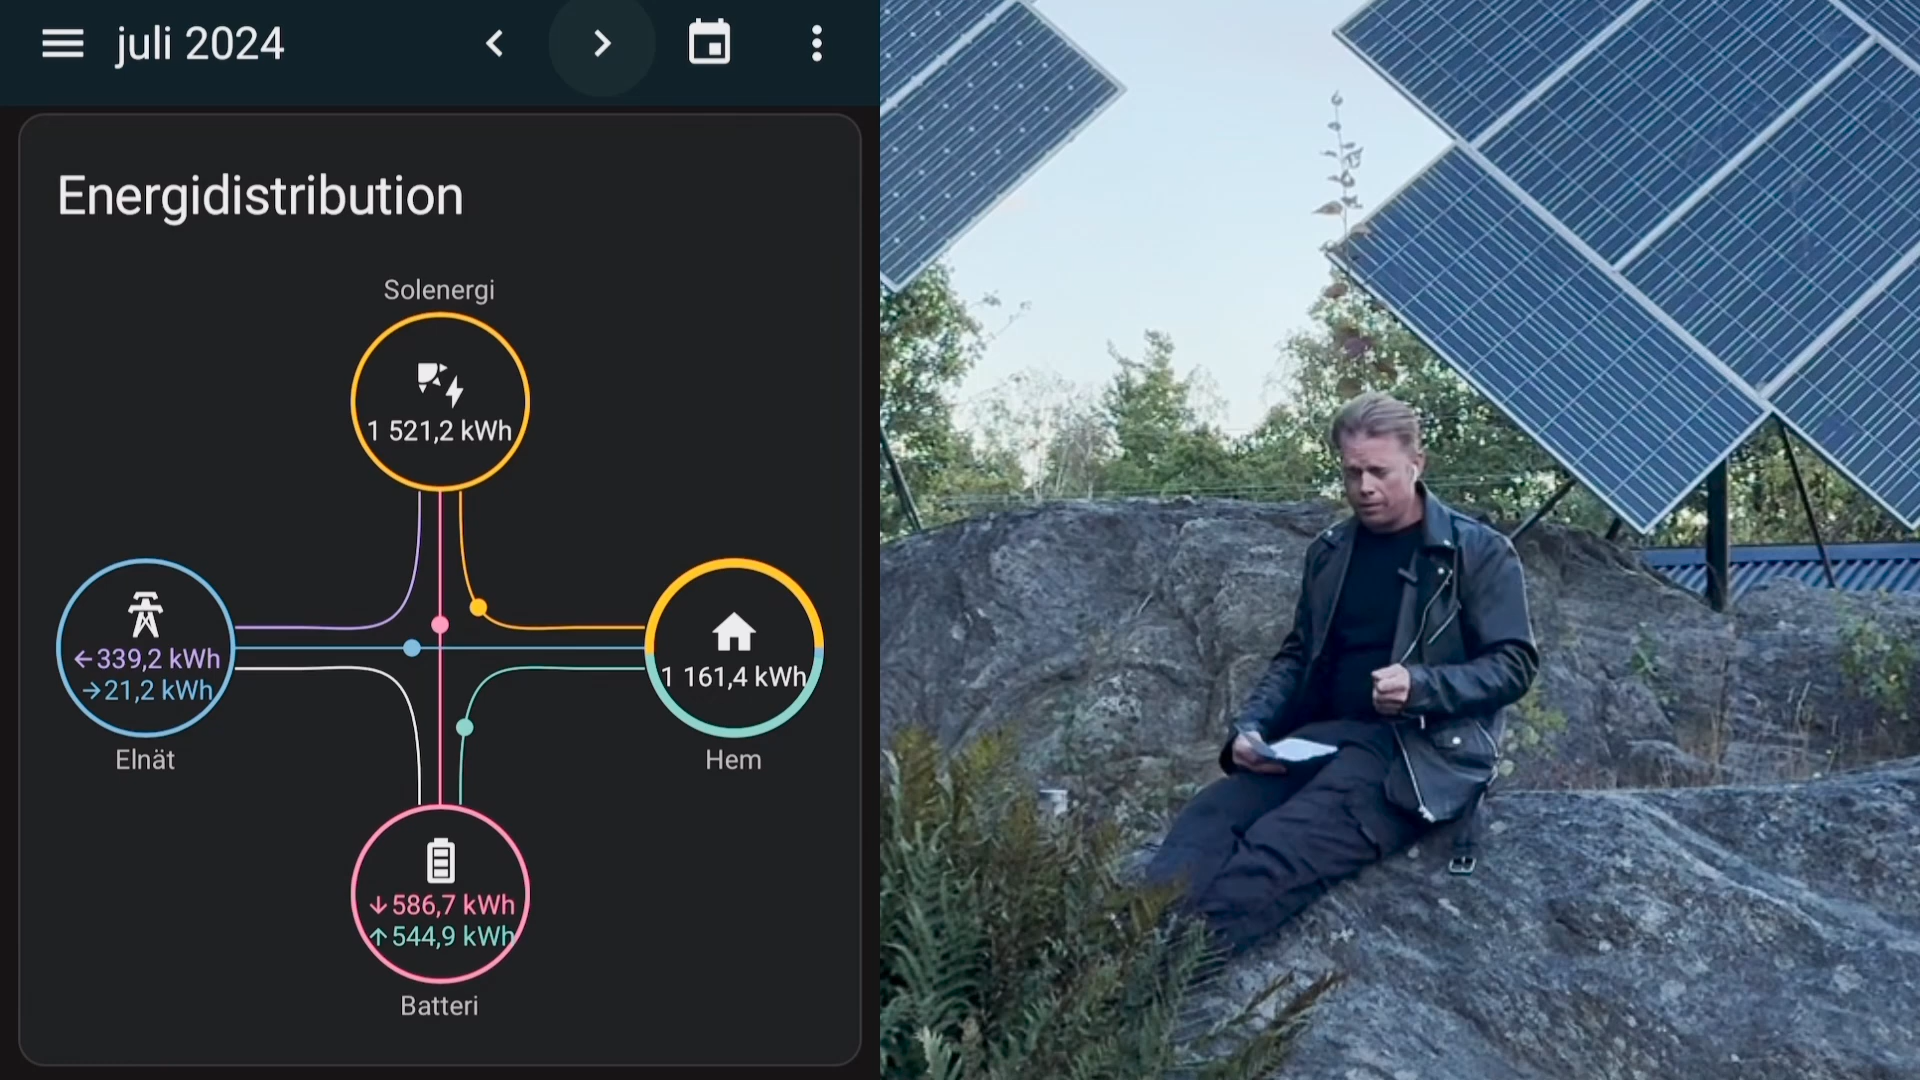 juli 2024
Energidistribution
Solenergi
1 521,2 kWh
←339,2 kWh
→21,2 kWh
Elnät
1 161,4 kWh
Hem
↓586,7 kWh
↑544,9 kWh
Batteri